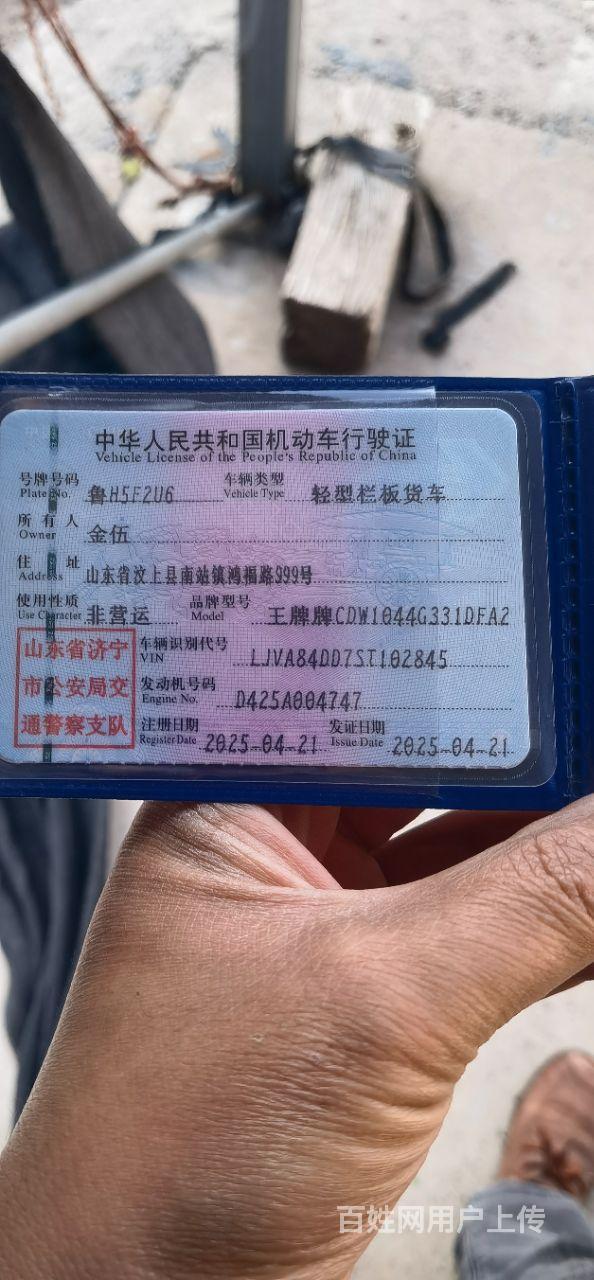 中华人民共和国机动车行驶证
Vehicle License of the People's Republic of China
号牌号码 鲁H5F2U6 车辆类型 轻型栏板货车
Plate No. Vehicle Type
所有人 金伍
Owner
住址 山东省汶上县南站镇鸿福路999号
Address
使用性质 非营运 品牌型号 王牌牌CDW1044G331DFA2
Use Character Model
山东省济宁
市公安局交
通警察支队
车辆识别代号 LJVA84DD7ST102845
VIN
发动机号码 D425A004747
Engine No.
注册日期 2025-04-21 发证日期 2025-04-21
Register Date Issue Date
百姓网用户上传